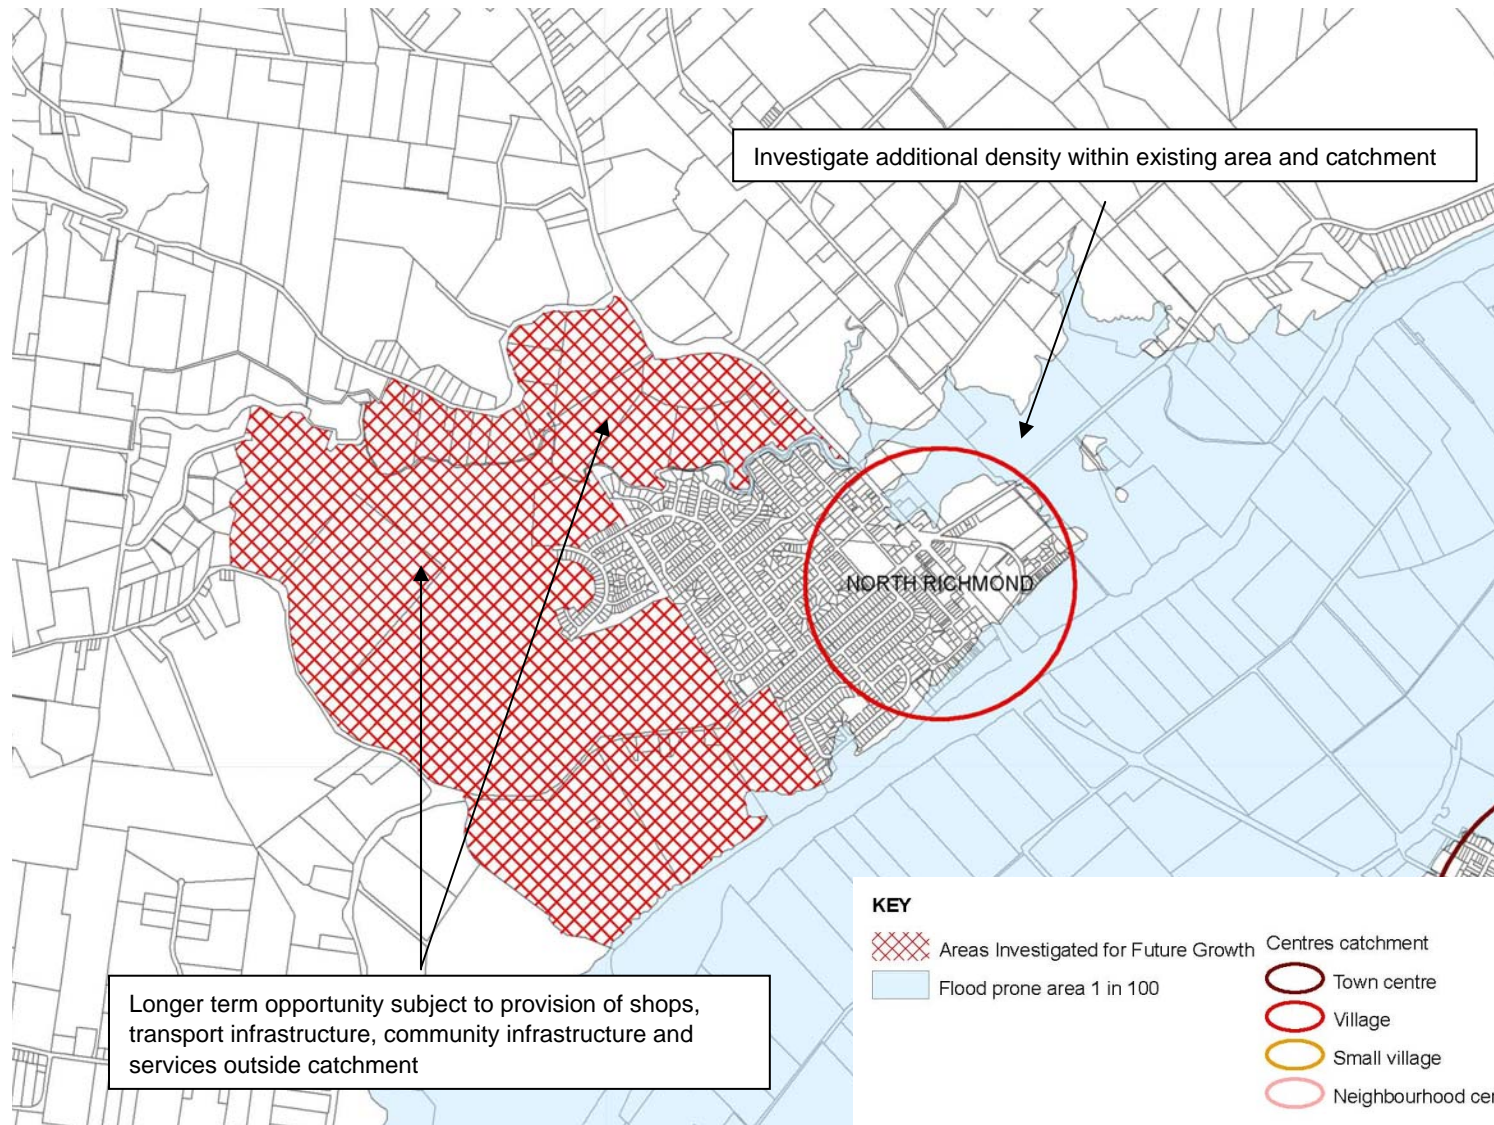 Investigate additional density within existing area and catchment
NORTH RICHMOND
Longer term opportunity subject to provision of shops,
transport infrastructure, community infrastructure and
services outside catchment
KEY
Areas Investigated for Future Growth
Flood prone area 1 in 100
Centres catchment
Town centre
Village
Small village
Neighbourhood cen